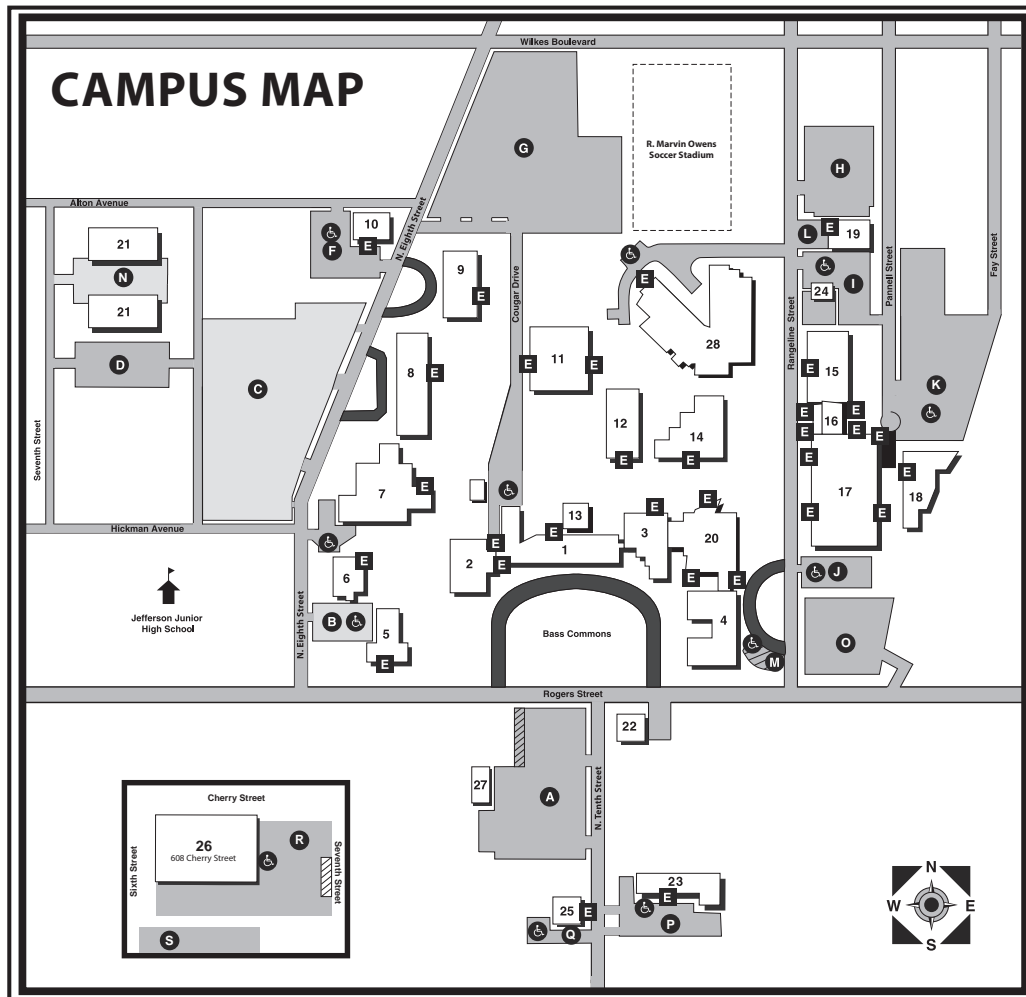 Wilkes Boulevard
CAMPUS MAP
R. Marvin Owens
Soccer Stadium
G
H
Alton Avenue
N. Eighth Street
10
F
E
L
E
19
21
N
21
9
E
Cougar Drive
E
28
Rangeline Street
I
24
Pannell Street
Fay Street
D
C
8
E
E
11
E
15
E
K
12
E
14
E
E
E
16
E
E
E
Seventh Street
7
E
E
17
E
E
18
Hickman Avenue
13
E
E
E
1
2
E
3
E
20
E
E
E
6
E
J
Jefferson Junior
High School
N. Eighth Street
B
5
E
Bass Commons
4
M
O
Rogers Street
22
27
A
N. Tenth Street
Cherry Street
Sixth Street
26
608 Cherry Street
R
Seventh Street
S
23
E
P
25
E
Q
N
W
E
S